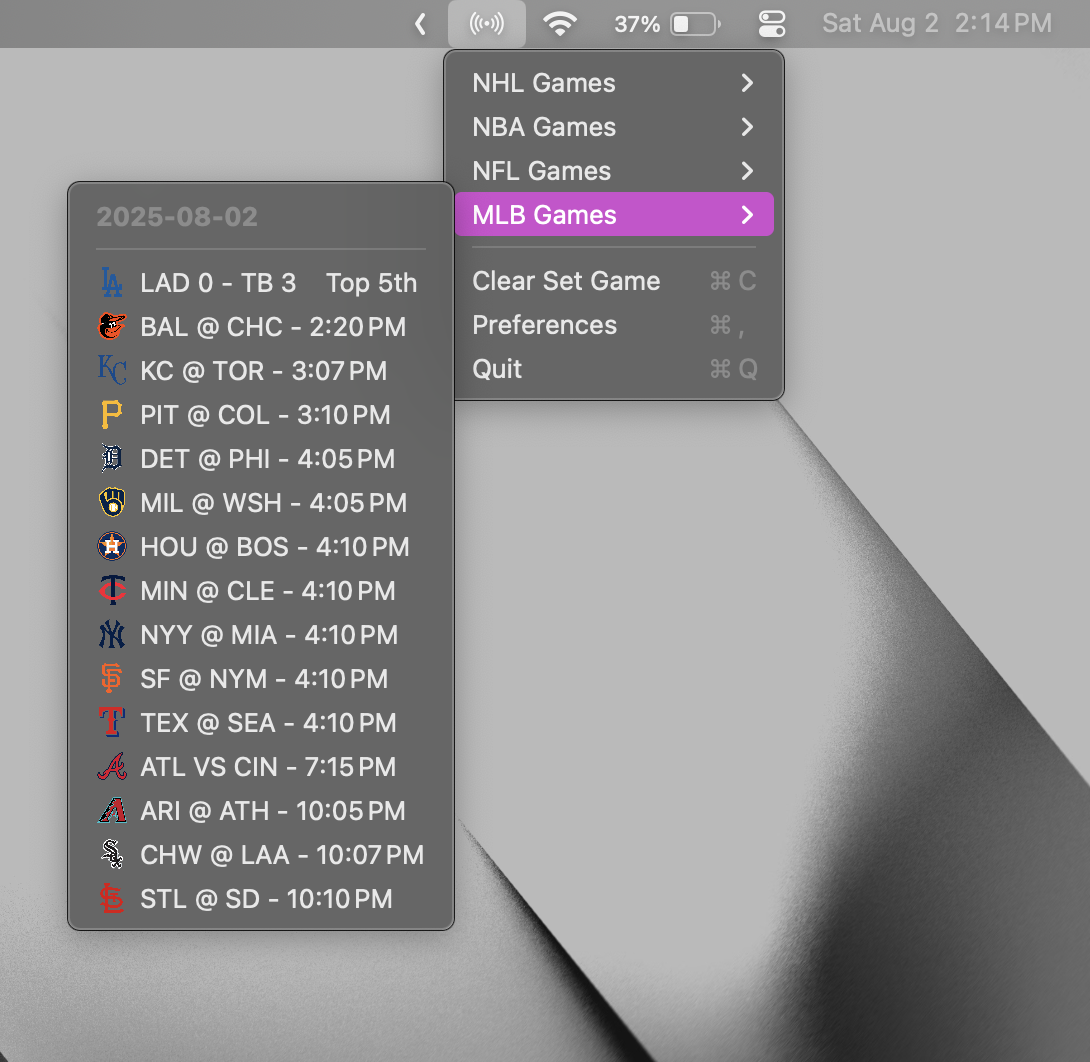 37% Sat Aug 2 2:14 PM
NHL Games
NBA Games
NFL Games
MLB Games
Clear Set Game ⌘ C
Preferences ⌘ ,
Quit ⌘ Q
2025-08-02
LAD 0 - TB 3 Top 5th
BAL @ CHC - 2:20 PM
KC @ TOR - 3:07 PM
PIT @ COL - 3:10 PM
DET @ PHI - 4:05 PM
MIL @ WSH - 4:05 PM
HOU @ BOS - 4:10 PM
MIN @ CLE - 4:10 PM
NYY @ MIA - 4:10 PM
SF @ NYM - 4:10 PM
TEX @ SEA - 4:10 PM
ATL VS CIN - 7:15 PM
ARI @ ATH - 10:05 PM
CHW @ LAA - 10:07 PM
STL @ SD - 10:10 PM